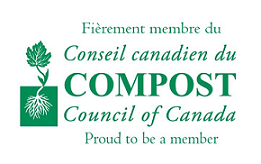 Fièrement membre du
Conseil canadien du
COMPOST
Council of Canada
Proud to be a member